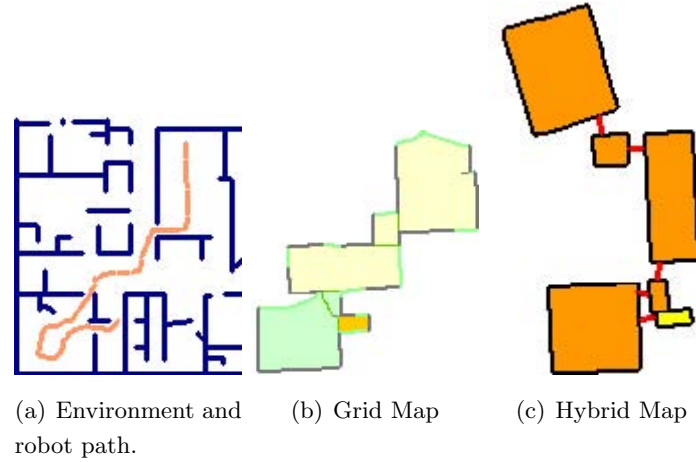 (a) Environment and
robot path.
(b) Grid Map
(c) Hybrid Map